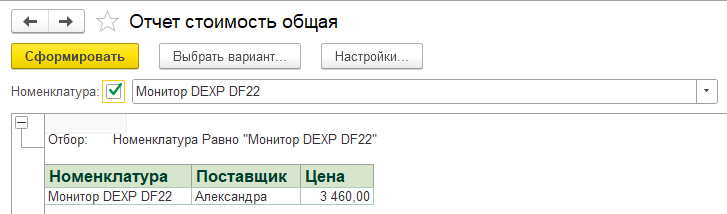 Отчет стоимость общая
Сформировать Выбрать вариант... Настройки...
Номенклатура: Монитор DEXP DF22
Отбор: Номенклатура Равно "Монитор DEXP DF22"
Номенклатура Поставщик Цена
Монитор DEXP DF22 Александра 3 460,00